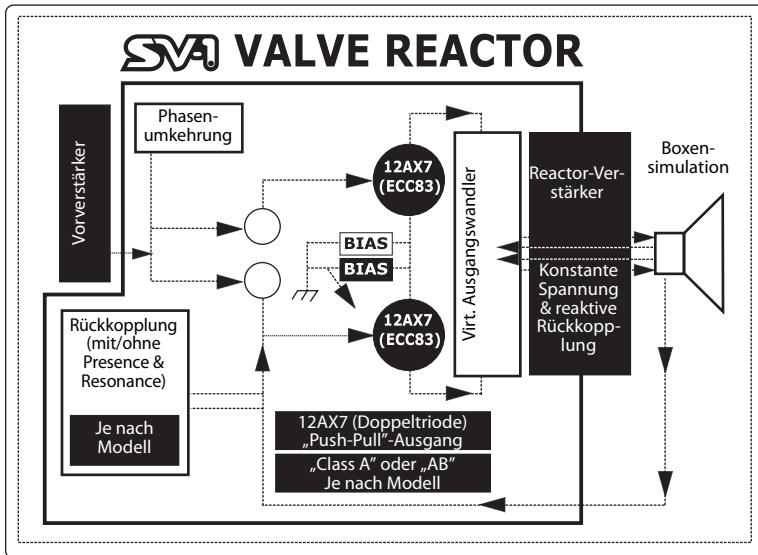 SV-1 VALVE REACTOR
Phasen-
umkehrung
Vorverstärker
12AX7
(ECC83)
BIAS
BIAS
12AX7
(ECC83)
Virt. Ausgangswandler
Reactor-Ver-
stärker
Konstante
Spannung
& reaktive
Rückkopp-
lung
Boxen-
simulation
Rückkopplung
(mit/ohne
Presence &
Resonance)
Je nach
Modell
12AX7 (Doppeltriode)
„Push-Pull”-Ausgang
„Class A” oder „AB”
Je nach Modell